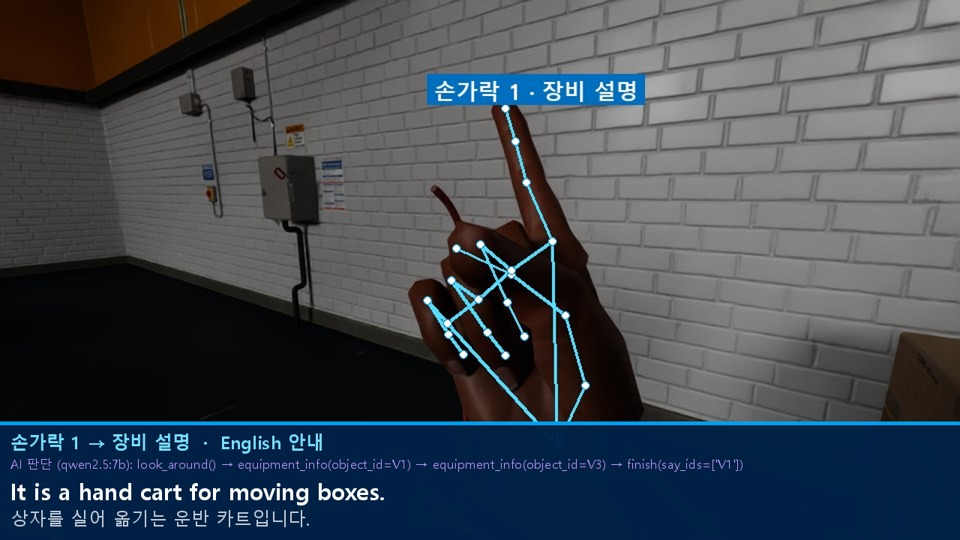 손가락 1 · 장비 설명
손가락 1 → 장비 설명 · English 안내
AI 판단 (qwen2.5:7b): look_around() → equipment_info(object_id=V1) → equipment_info(object_id=V3) → finish(say_ids=['V1'])
It is a hand cart for moving boxes.
상자를 실어 옮기는 운반 카트입니다.